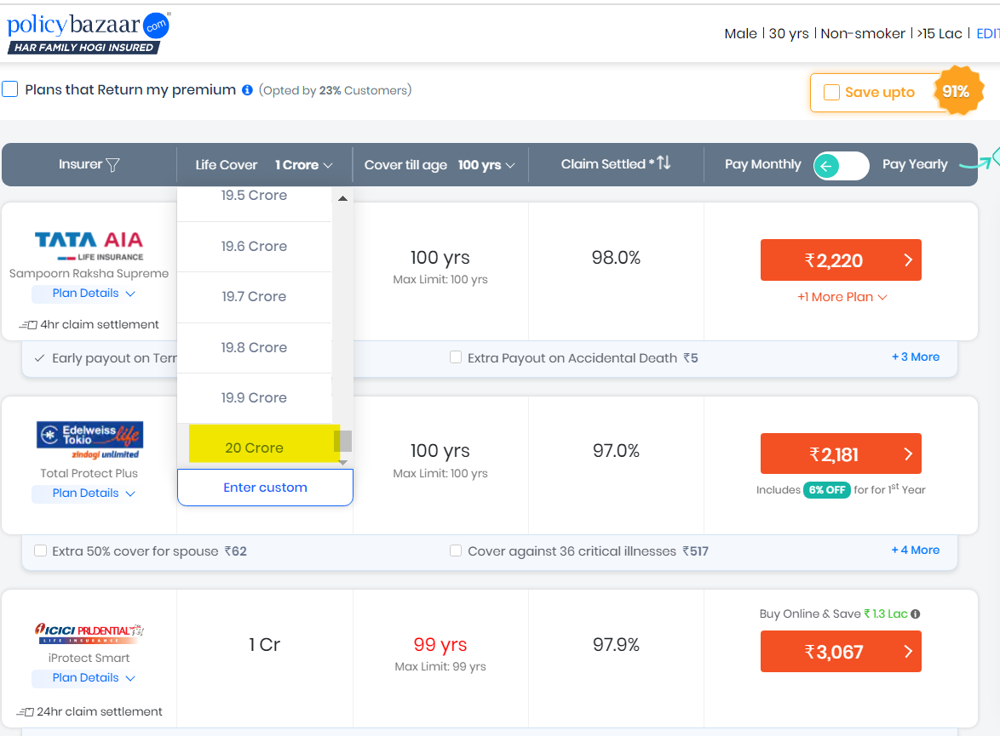 policybazaar.com
HAR FAMILY HOGI INSURED
Male | 30 yrs | Non-smoker | >15 Lac | EDIT
Plans that Return my premium (Opted by 23% Customers)
Save upto 91%
Insurer
Life Cover 1 Crore
Cover till age 100 yrs
Claim Settled *
Pay Monthly
Pay Yearly
19.5 Crore
19.6 Crore
19.7 Crore
19.8 Crore
19.9 Crore
20 Crore
Enter custom
TATA AIA
LIFE INSURANCE
Sampoorn Raksha Supreme
Plan Details
4hr claim settlement
100 yrs
Max Limit: 100 yrs
98.0%
₹2,220
+1 More Plan
Early payout on Terr
Extra Payout on Accidental Death ₹5
+ 3 More
Edelweiss Tokio life
zindagi unlimited
Total Protect Plus
Plan Details
100 yrs
Max Limit: 100 yrs
97.0%
₹2,181
Includes 6% OFF for for 1st Year
Extra 50% cover for spouse ₹62
Cover against 36 critical illnesses ₹517
+ 4 More
ICICI PRUDENTIAL
LIFE INSURANCE
iProtect Smart
Plan Details
24hr claim settlement
1 Cr
99 yrs
Max Limit: 99 yrs
97.9%
Buy Online & Save ₹ 1.3 Lac
₹3,067